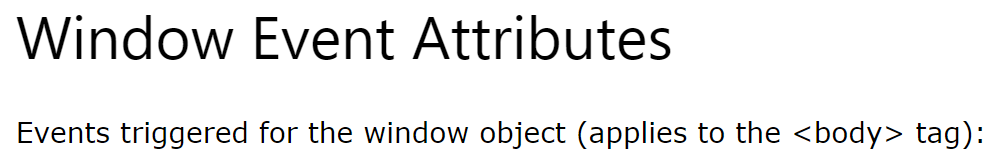 Window Event Attributes
Events triggered for the window object (applies to the <body> tag):